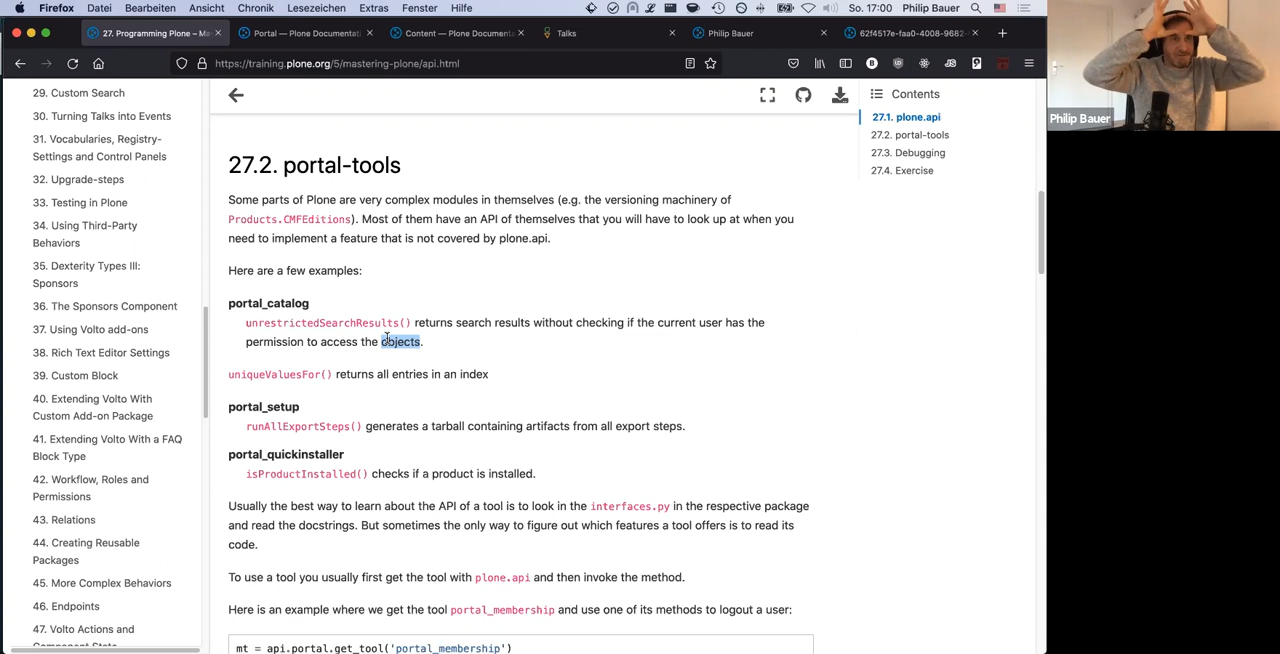 Firefox Datei Bearbeiten Ansicht Chronik Lesezeichen Extras Fenster Hilfe So. 17:00 Philip Bauer
27. Programming Plone – Ma
Portal — Plone Documentati
Content — Plone Documenta
Talks
Philip Bauer
62f4517e-faa0-4008-9682-
https://training.plone.org/5/mastering-plone/api.html
29. Custom Search
30. Turning Talks into Events
31. Vocabularies, Registry-
Settings and Control Panels
32. Upgrade-steps
33. Testing in Plone
34. Using Third-Party
Behaviors
35. Dexterity Types III:
Sponsors
36. The Sponsors Component
37. Using Volto add-ons
38. Rich Text Editor Settings
39. Custom Block
40. Extending Volto With
Custom Add-on Package
41. Extending Volto With a FAQ
Block Type
42. Workflow, Roles and
Permissions
43. Relations
44. Creating Reusable
Packages
45. More Complex Behaviors
46. Endpoints
47. Volto Actions and
Component State
27.2. portal-tools
Some parts of Plone are very complex modules in themselves (e.g. the versioning machinery of
Products.CMFEditions). Most of them have an API of themselves that you will have to look up at when you
need to implement a feature that is not covered by plone.api.
Here are a few examples:
portal_catalog
unrestrictedSearchResults() returns search results without checking if the current user has the
permission to access the objects.
uniqueValuesFor() returns all entries in an index
portal_setup
runAllExportSteps() generates a tarball containing artifacts from all export steps.
portal_quickinstaller
isProductInstalled() checks if a product is installed.
Usually the best way to learn about the API of a tool is to look in the interfaces.py in the respective package
and read the docstrings. But sometimes the only way to figure out which features a tool offers is to read its
code.
To use a tool you usually first get the tool with plone.api and then invoke the method.
Here is an example where we get the tool portal_membership and use one of its methods to logout a user:
mt = api.portal.get_tool('portal_membership')
Contents
27.1. plone.api
27.2. portal-tools
27.3. Debugging
27.4. Exercise
Philip Bauer